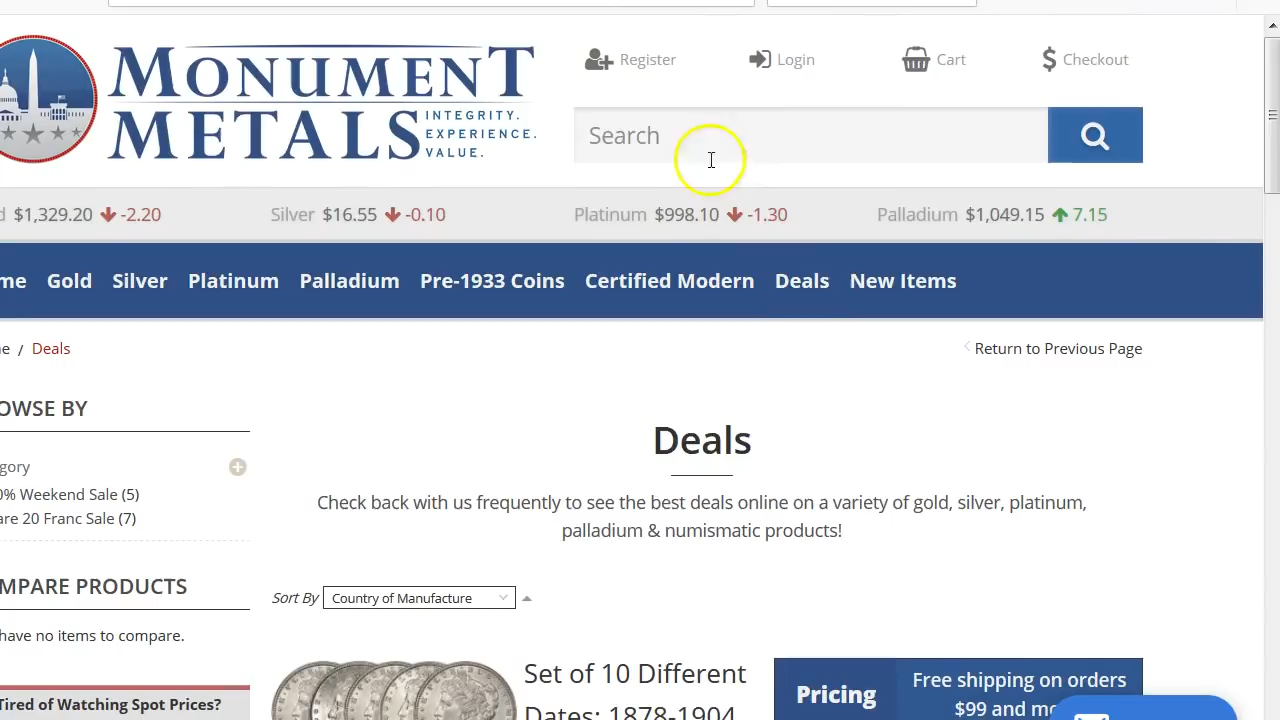 MONUMENT
METALS
INTEGRITY.
EXPERIENCE.
VALUE.
Register
Login
Cart
Checkout
Search
$1,329.20 -2.20
Silver $16.55 -0.10
Platinum $998.10 -1.30
Palladium $1,049.15 7.15
Gold Silver Platinum Palladium Pre-1933 Coins Certified Modern Deals New Items
/ Deals
Return to Previous Page
OWSE BY
gory
0% Weekend Sale (5)
are 20 Franc Sale (7)
MPARE PRODUCTS
have no items to compare.
Tired of Watching Spot Prices?
Deals
Check back with us frequently to see the best deals online on a variety of gold, silver, platinum,
palladium & numismatic products!
Sort By Country of Manufacture
Set of 10 Different
Dates: 1878-1904
Pricing
Free shipping on orders
$99 and